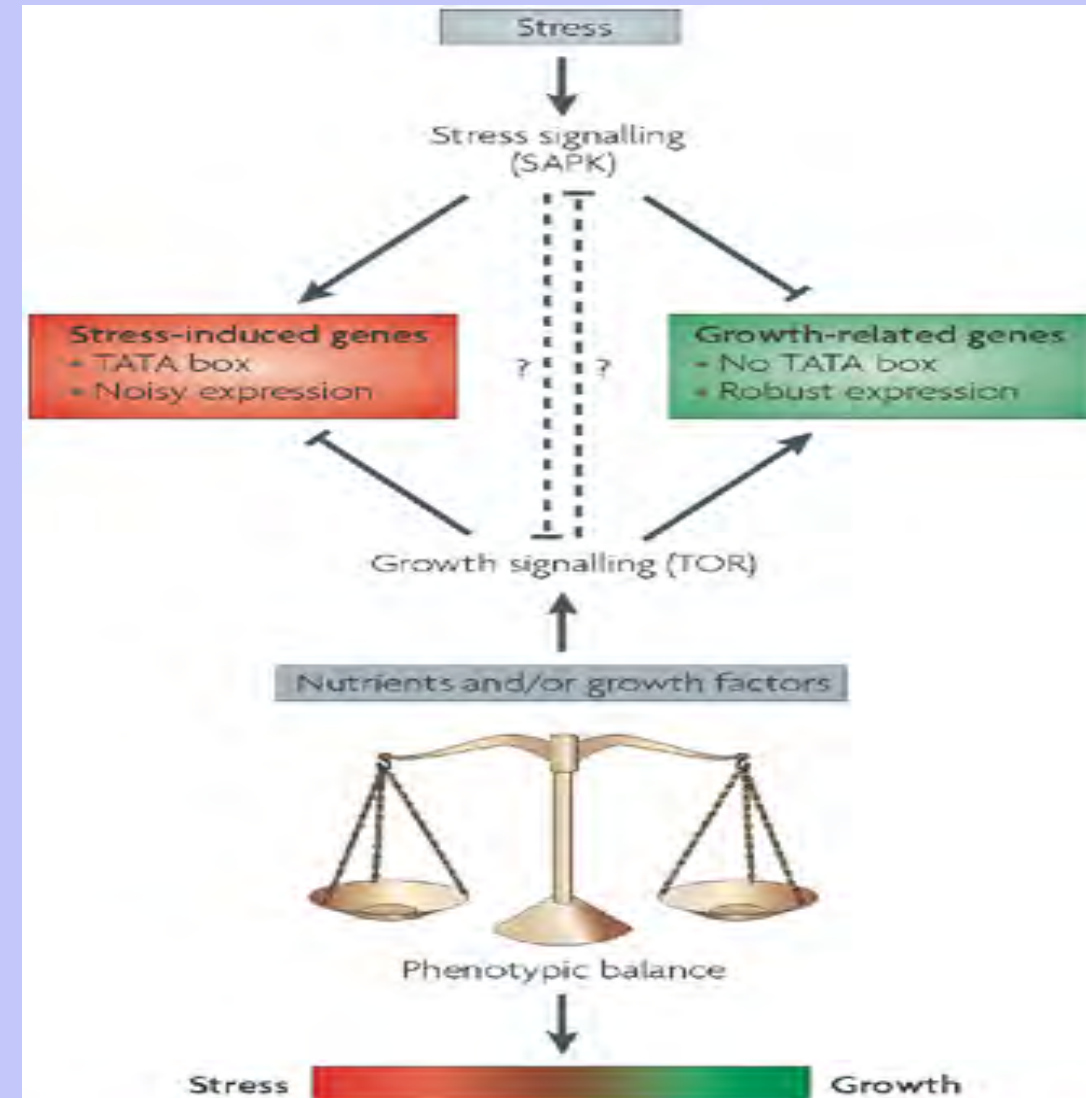 Stress
Stress signalling
(SAPK)
Stress-induced genes
• TATA box
• Noisy expression
? ?
Growth-related genes
• No TATA box
• Robust expression
Growth signalling (TOR)
Nutrients and/or growth factors
Phenotypic balance
Stress
Growth